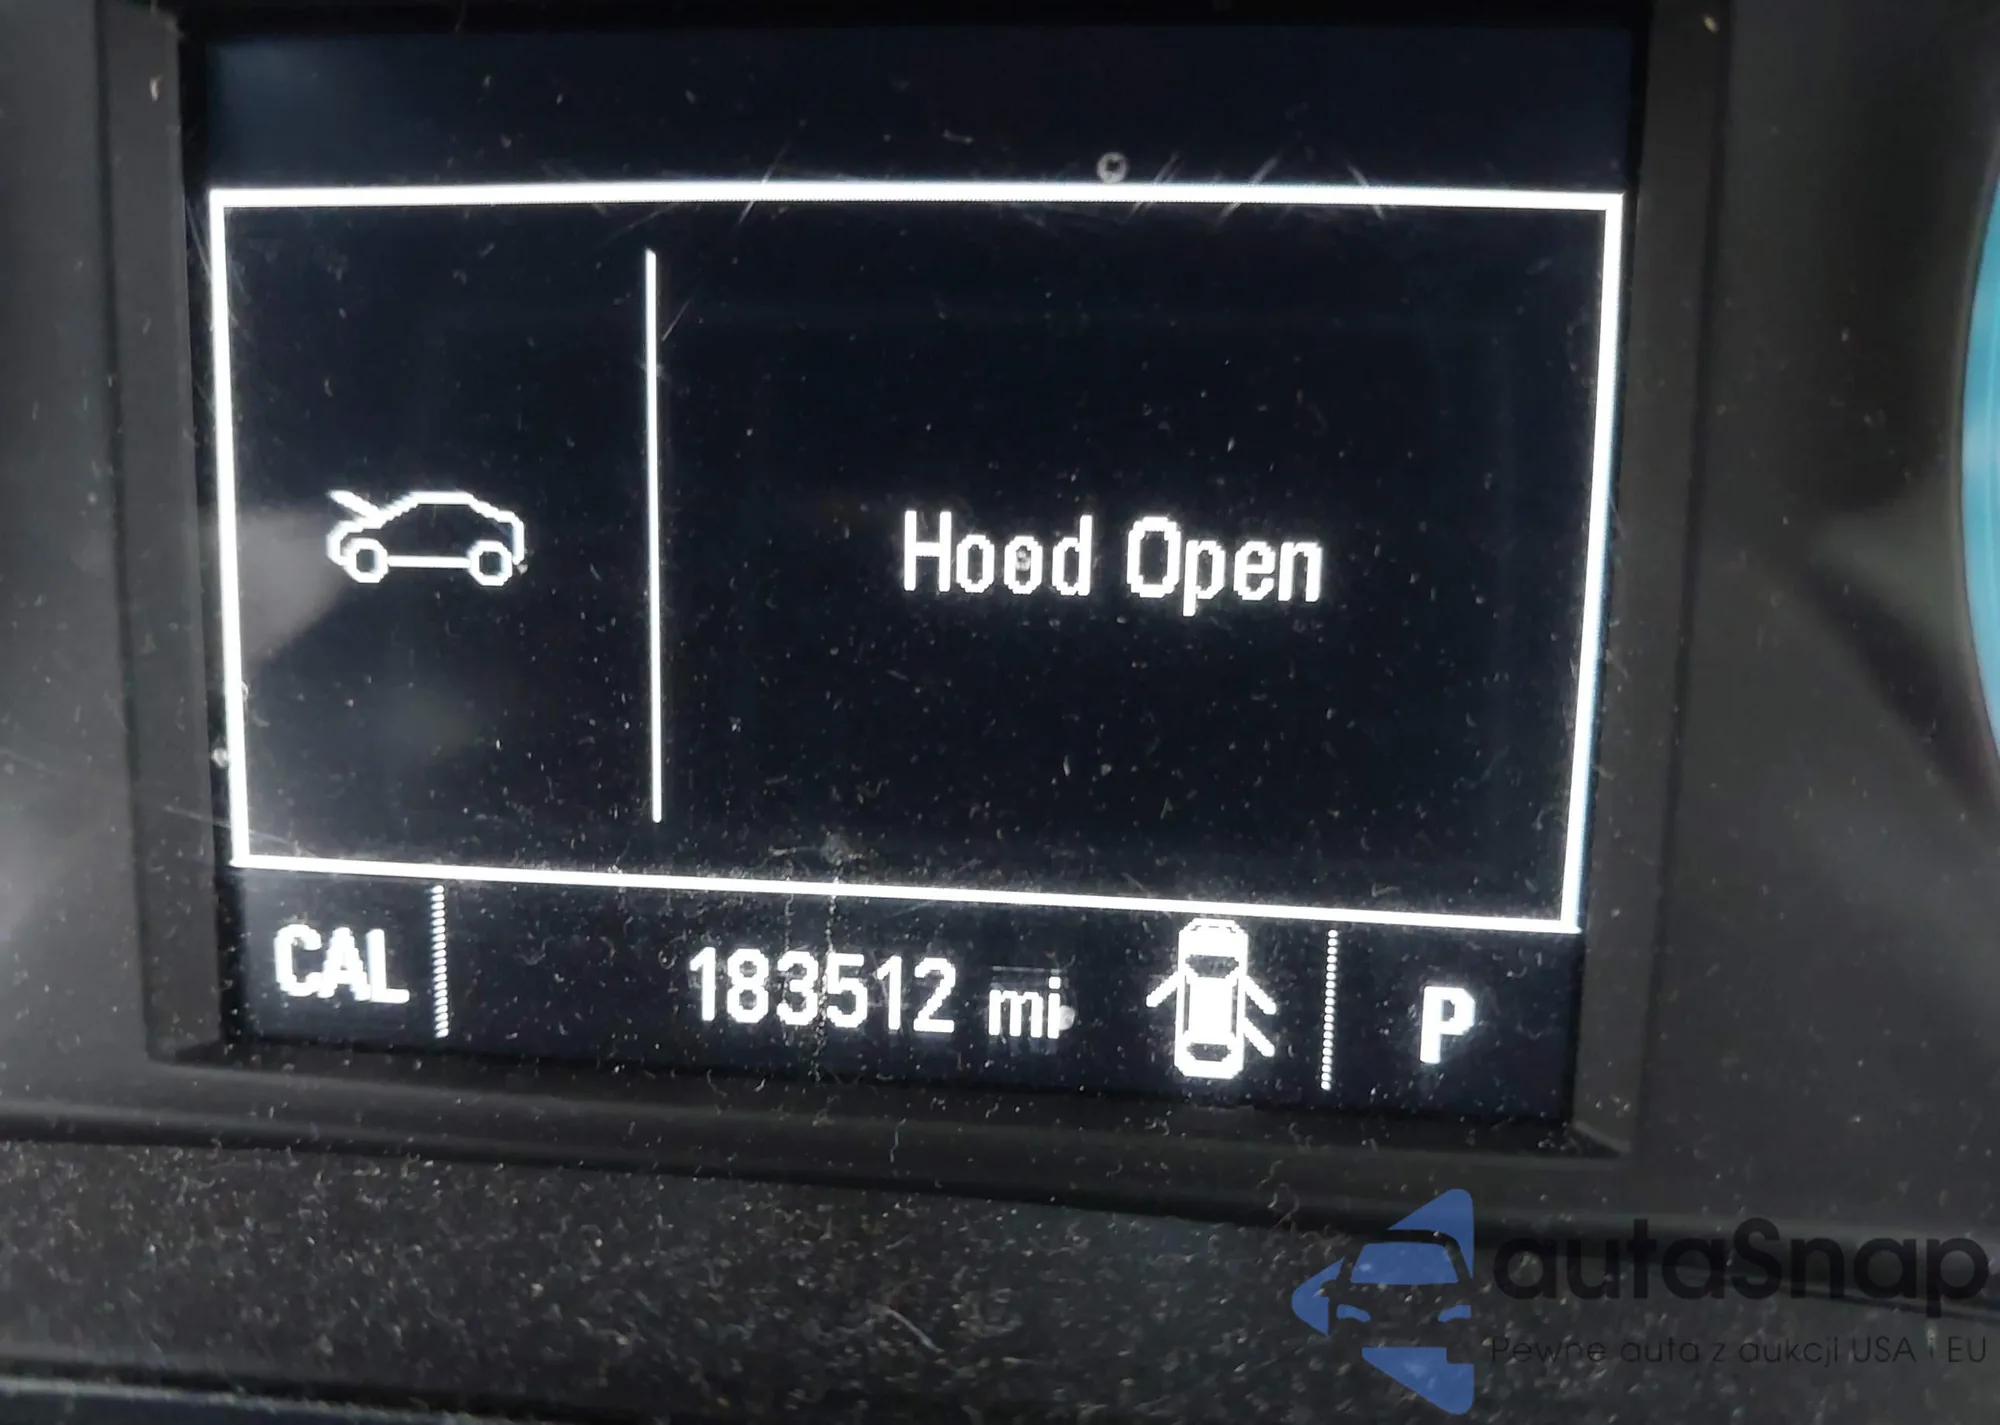 Hood Open
CAL 183512 mi P
autaSnap
Pewne auta z aukcji USA i EU